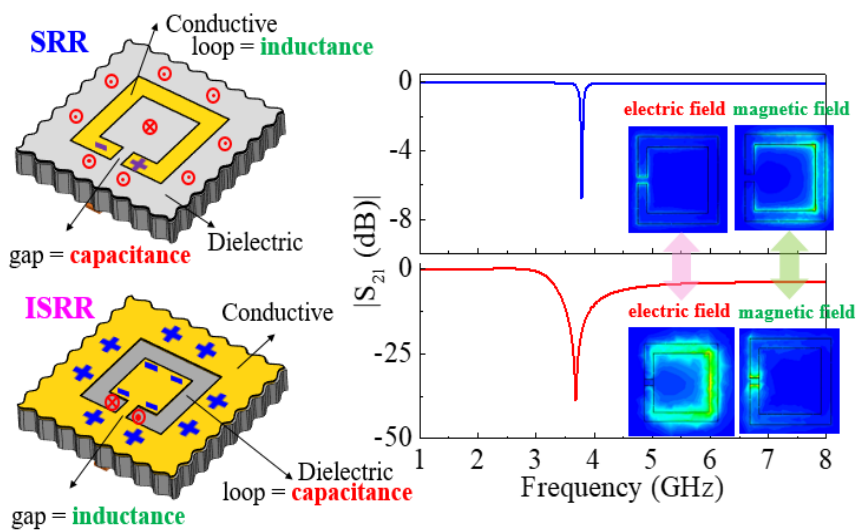 SRR
Conductive
loop = inductance
gap = capacitance
Dielectric
ISRR
Conductive
Dielectric
loop = capacitance
gap = inductance
|S21 (dB)|
0
-4
-8
electric field
magnetic field
0
-25
-50
electric field
magnetic field
1 2 3 4 5 6 7 8
Frequency (GHz)